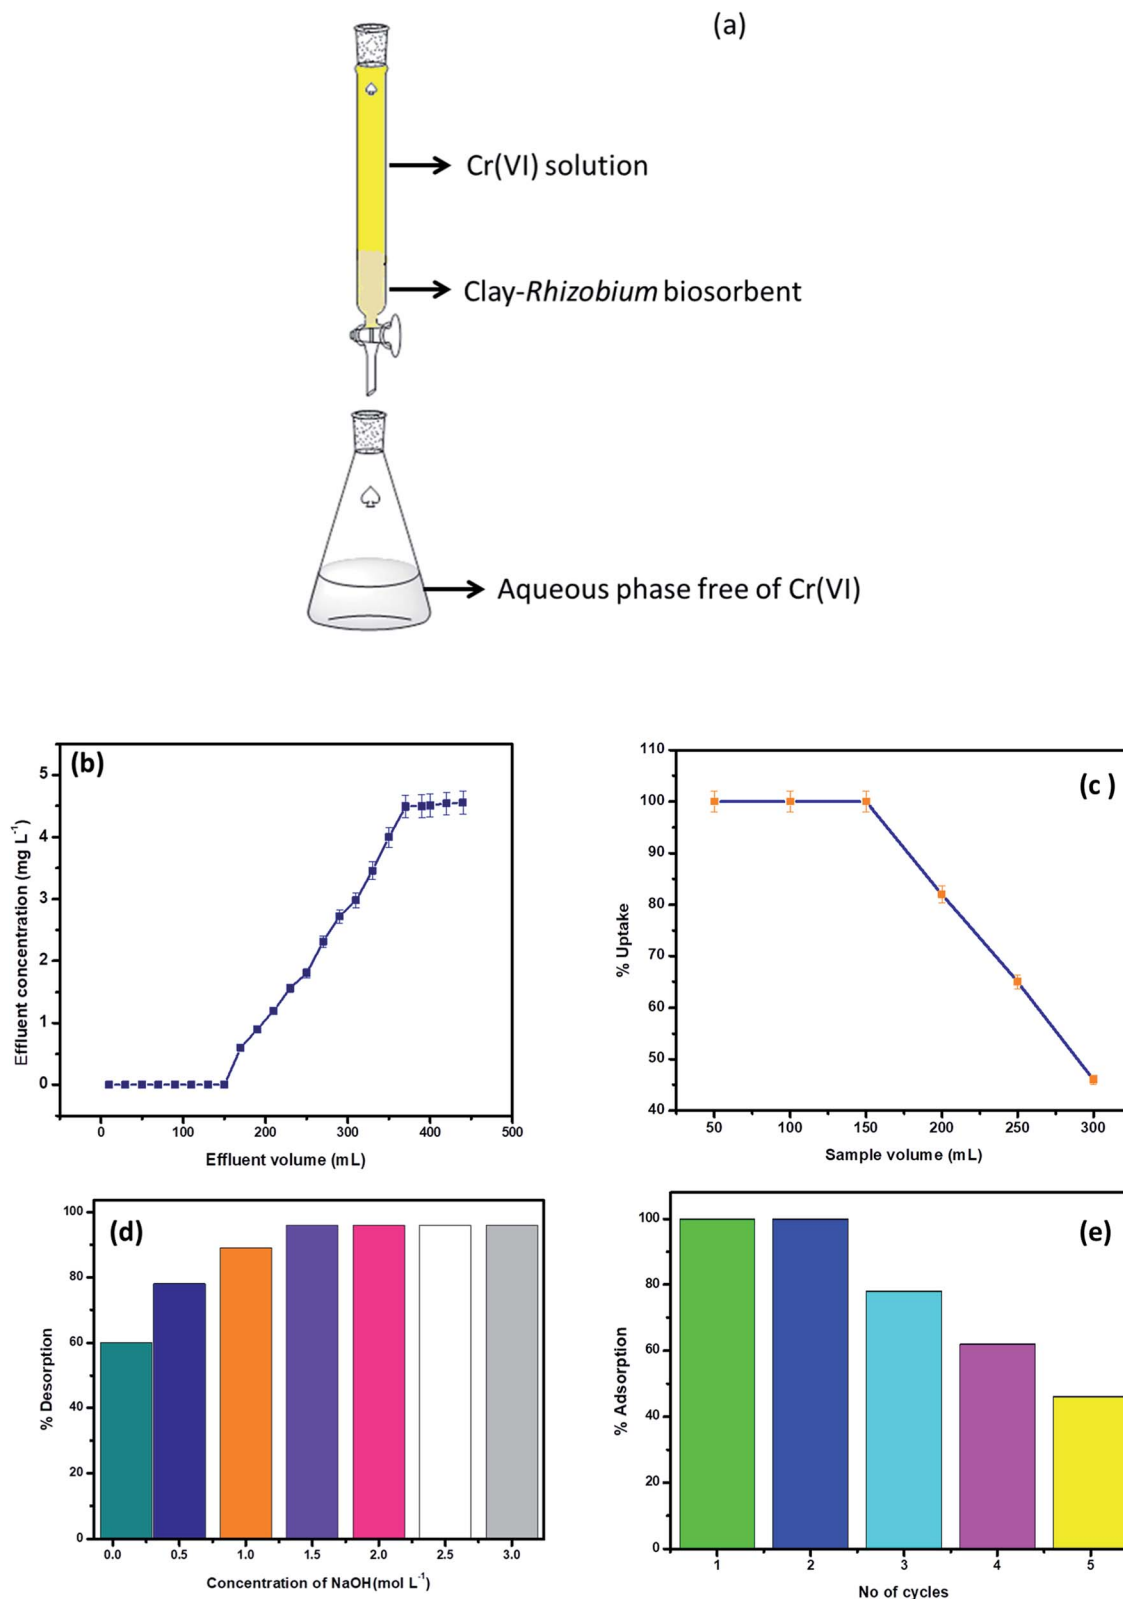 (a)
Cr(VI) solution
Clay-Rhizobium biosorbent
Aqueous phase free of Cr(VI)
(b)
5
4
3
2
1
0
Effluent concentration (mg L-1)
0 100 200 300 400 500
Effluent volume (mL)
(c )
110
100
90
80
70
60
50
40
% Uptake
50 100 150 200 250 300
Sample volume (mL)
(d)
100
80
60
40
20
0
% Desorption
0.0 0.5 1.0 1.5 2.0 2.5 3.0
Concentration of NaOH(mol L-1)
(e)
100
80
60
40
20
0
% Adsorption
1 2 3 4 5
No of cycles